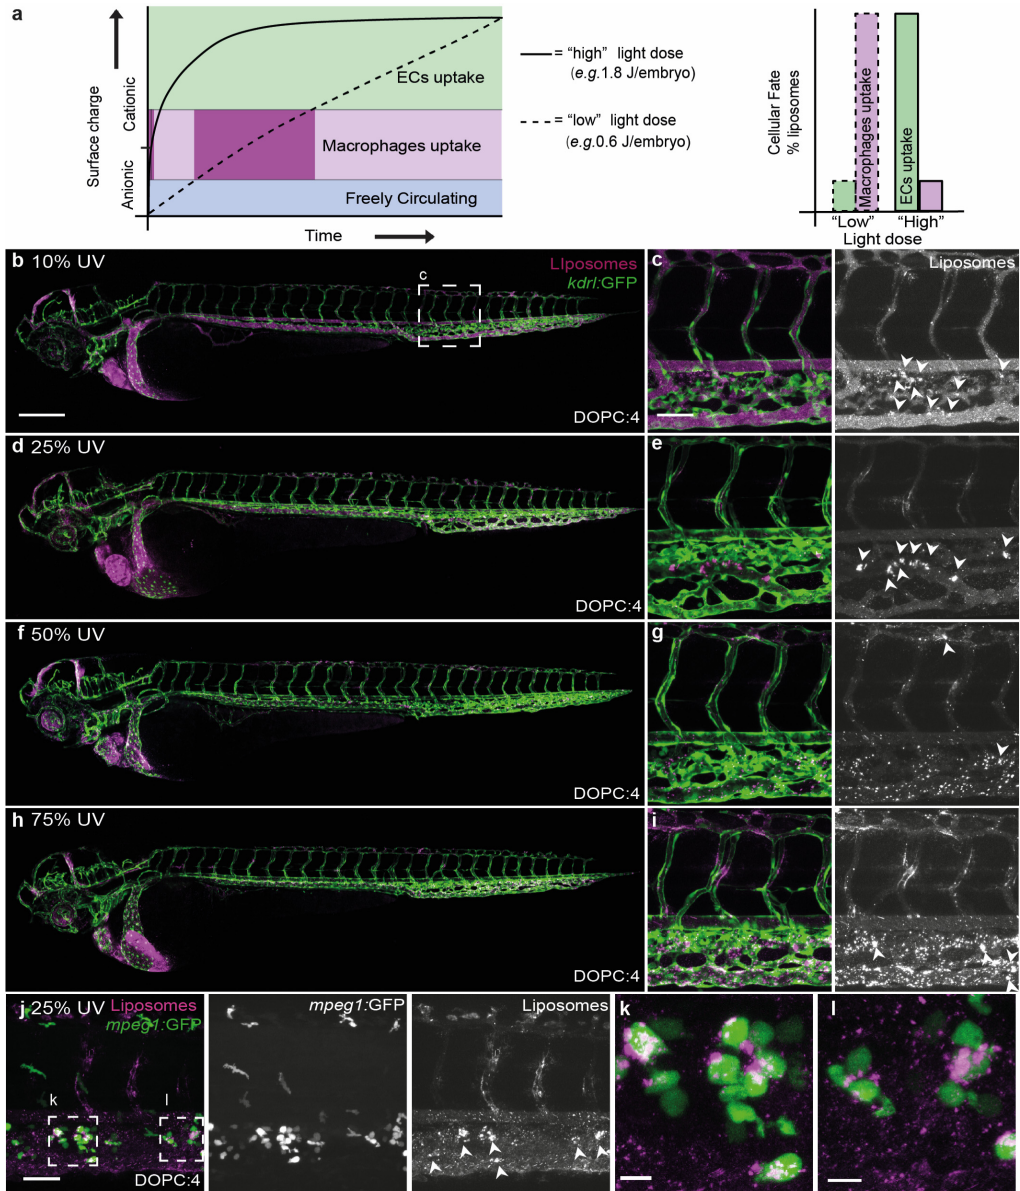 a
Surface charge
Anionic
Cationic
ECs uptake
Macrophages uptake
Freely Circulating
Time
= “high” light dose
(e.g.1.8 J/embryo)
= “low” light dose
(e.g.0.6 J/embryo)
Cellular Fate
% liposomes
Macrophages uptake
ECs uptake
“Low”
“High”
Light dose
b 10% UV
LIposomes
kdrl:GFP
c
DOPC:4
c
Liposomes
d 25% UV
DOPC:4
e
f 50% UV
DOPC:4
g
h 75% UV
DOPC:4
i
j 25% UV
Liposomes
mpeg1:GFP
k
l
DOPC:4
mpeg1:GFP
Liposomes
k
l